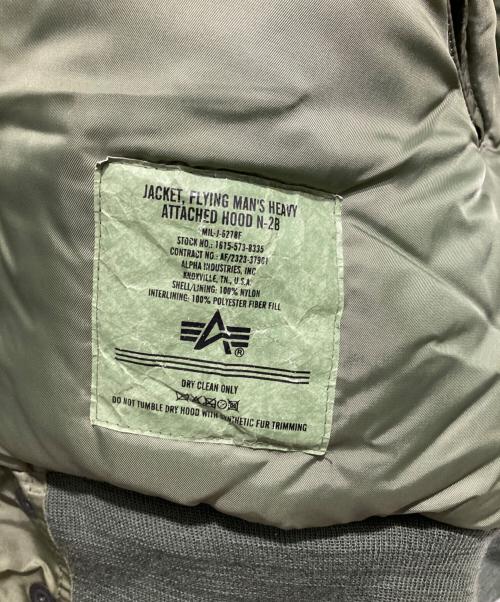 JACKET, FLYING MAN'S HEAVY
ATTACHED HOOD N-2B
MIL-J-6278F
STOCK NO.: 1615-573-8335
CONTRACT NO.: AF/2323-37961
ALPHA INDUSTRIES, INC
KNOXVILLE, TN., U.S.A.
SHELL/LINING: 100% NYLON
INTERLINING: 100% POLYESTER FIBER FILL
A
®
DRY CLEAN ONLY
DO NOT TUMBLE DRY HOOD WITH SYNTHETIC FUR TRIMMING